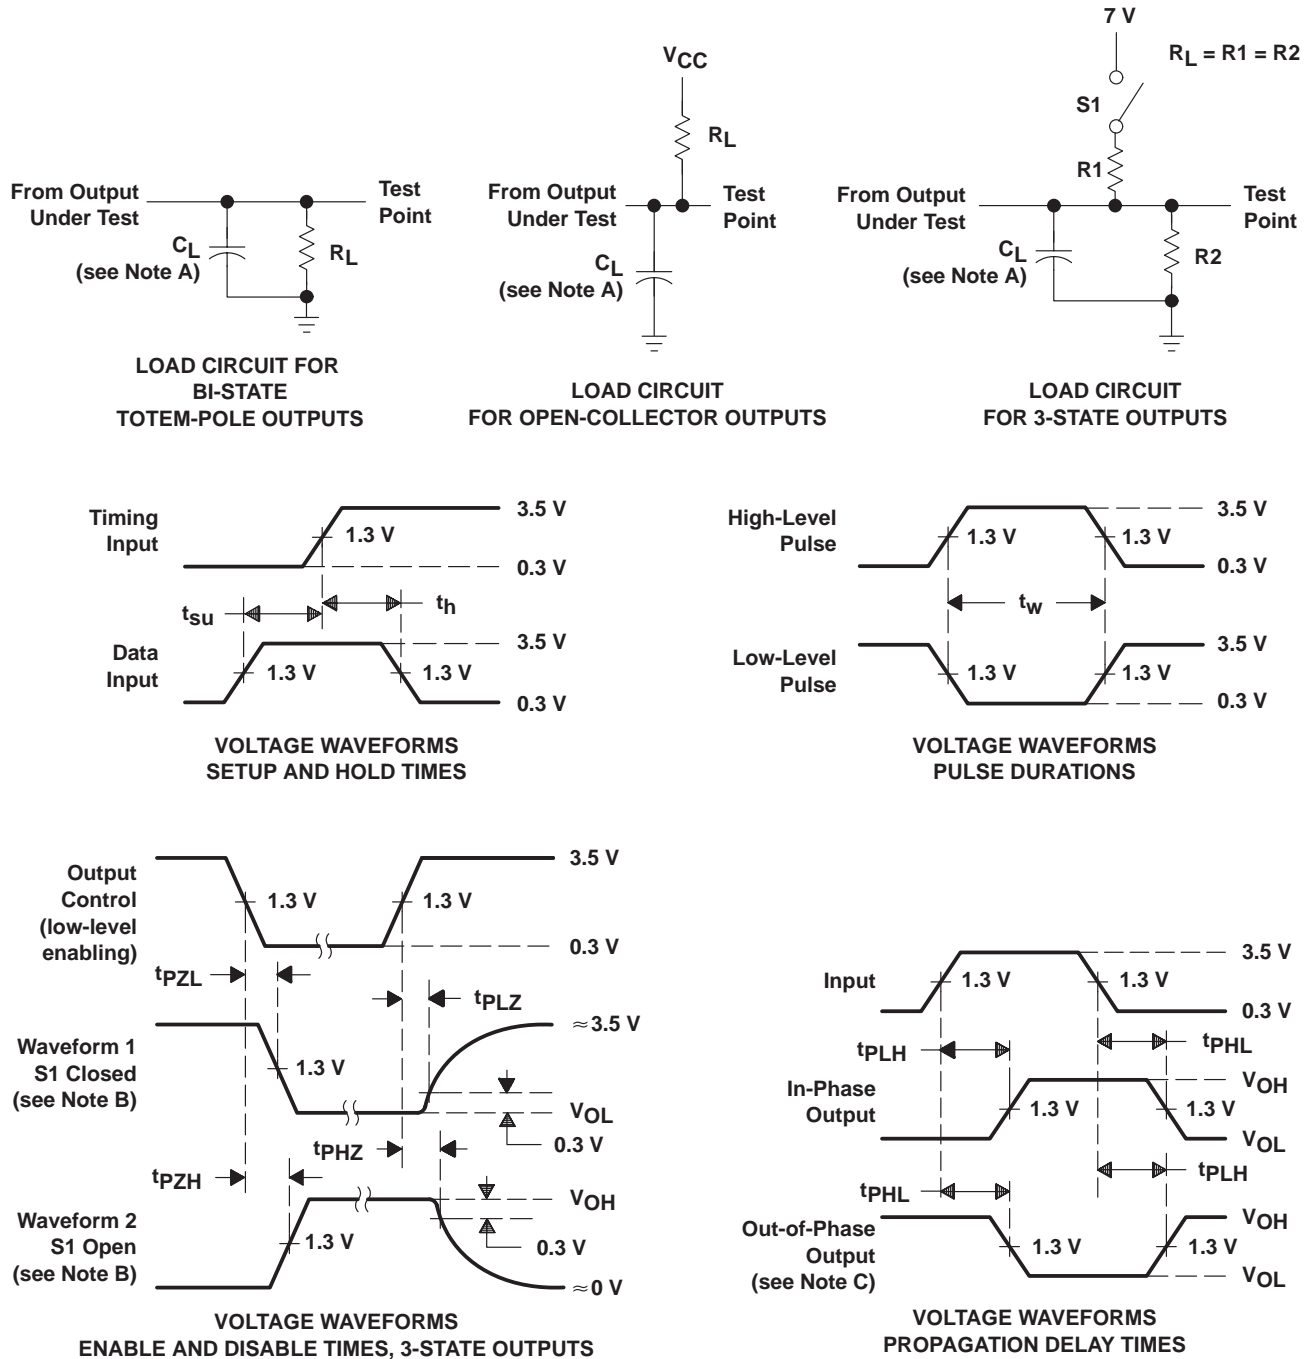 From Output
Under Test
Test
Point
CL
(see Note A)
RL
LOAD CIRCUIT FOR
BI-STATE
TOTEM-POLE OUTPUTS
VCC
RL
From Output
Under Test
Test
Point
CL
(see Note A)
LOAD CIRCUIT
FOR OPEN-COLLECTOR OUTPUTS
7 V
RL = R1 = R2
S1
R1
From Output
Under Test
Test
Point
CL
(see Note A)
R2
LOAD CIRCUIT
FOR 3-STATE OUTPUTS
Timing
Input
3.5 V
1.3 V
0.3 V
tsu
th
Data
Input
3.5 V
1.3 V
1.3 V
0.3 V
VOLTAGE WAVEFORMS
SETUP AND HOLD TIMES
High-Level
Pulse
3.5 V
1.3 V
1.3 V
0.3 V
tw
Low-Level
Pulse
3.5 V
1.3 V
1.3 V
0.3 V
VOLTAGE WAVEFORMS
PULSE DURATIONS
Output
Control
(low-level
enabling)
3.5 V
1.3 V
1.3 V
0.3 V
tPZL
tPLZ
Waveform 1
S1 Closed
(see Note B)
≈3.5 V
1.3 V
VOL
0.3 V
tPHZ
tPZH
Waveform 2
S1 Open
(see Note B)
VOH
1.3 V
0.3 V
≈0 V
VOLTAGE WAVEFORMS
ENABLE AND DISABLE TIMES, 3-STATE OUTPUTS
Input
3.5 V
1.3 V
1.3 V
0.3 V
tPLH
tPHL
In-Phase
Output
VOH
1.3 V
1.3 V
VOL
tPHL
tPLH
Out-of-Phase
Output
(see Note C)
VOH
1.3 V
1.3 V
VOL
VOLTAGE WAVEFORMS
PROPAGATION DELAY TIMES